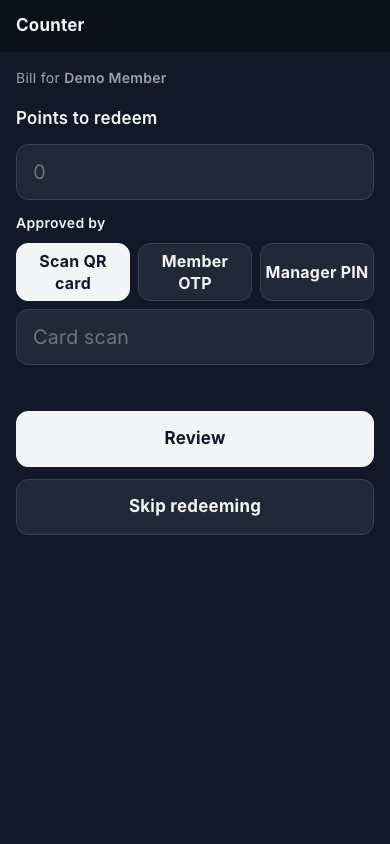 Counter
Bill for Demo Member
Points to redeem
0
Approved by
Scan QR
card
Member
OTP
Manager PIN
Card scan
Review
Skip redeeming